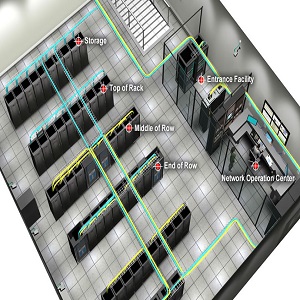 Storage
Top of Rack
Entrance Facility
Middle of Row
End of Row
Network Operation Center